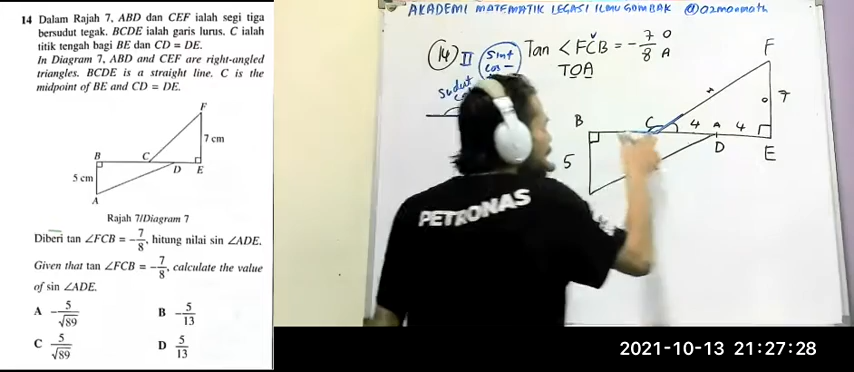 14 Dalam Rajah 7, ABD dan CEF ialah segi tiga
bersudut tegak. BCDE ialah garis lurus. C ialah
titik tengah bagi BE dan CD = DE.
In Diagram 7, ABD and CEF are right-angled
triangles. BCDE is a straight line. C is the
midpoint of BE and CD = DE.
F
7 cm
B C
D E
5 cm
A
Rajah 7/Diagram 7
Diberi tan ∠FCB = -7/8, hitung nilai sin ∠ADE.
Given that tan ∠FCB = -7/8, calculate the value
of sin ∠ADE.
A -5/√89 B -5/13
C 5/√89 D 5/13
AKADEMI MATEMATIK LEGASI ILMU GOMBAK @azmanmath
14 II Sin+ Tan <FCB = -7/8 O A
cos-
TOA
Sudut
F
7
B C 4 A 4
D E
5
PETRONAS
2021-10-13 21:27:28